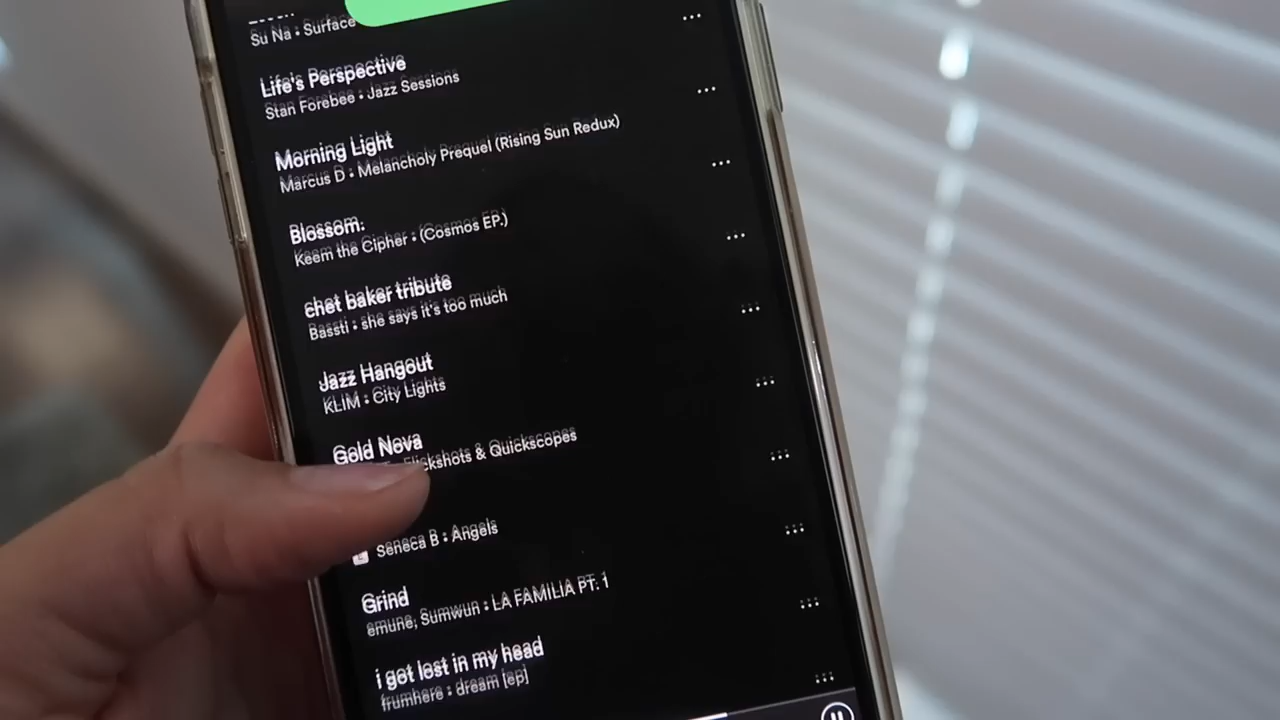 Su Na • Surface
Life's Perspective
Stan Forebee • Jazz Sessions
Morning Light
Marcus D • Melancholy Prequel (Rising Sun Redux)
Blossom.
Keem the Cipher • (Cosmos EP.)
chet baker tribute
Bassti • she says it's too much
Jazz Hangout
KLIM • City Lights
Gold Nova
& Quickscopes
Seneca B • Angels
Grind
emune, Sumwun • LA FAMILIA PT. 1
i got lost in my head
frumhere • dream [ep]